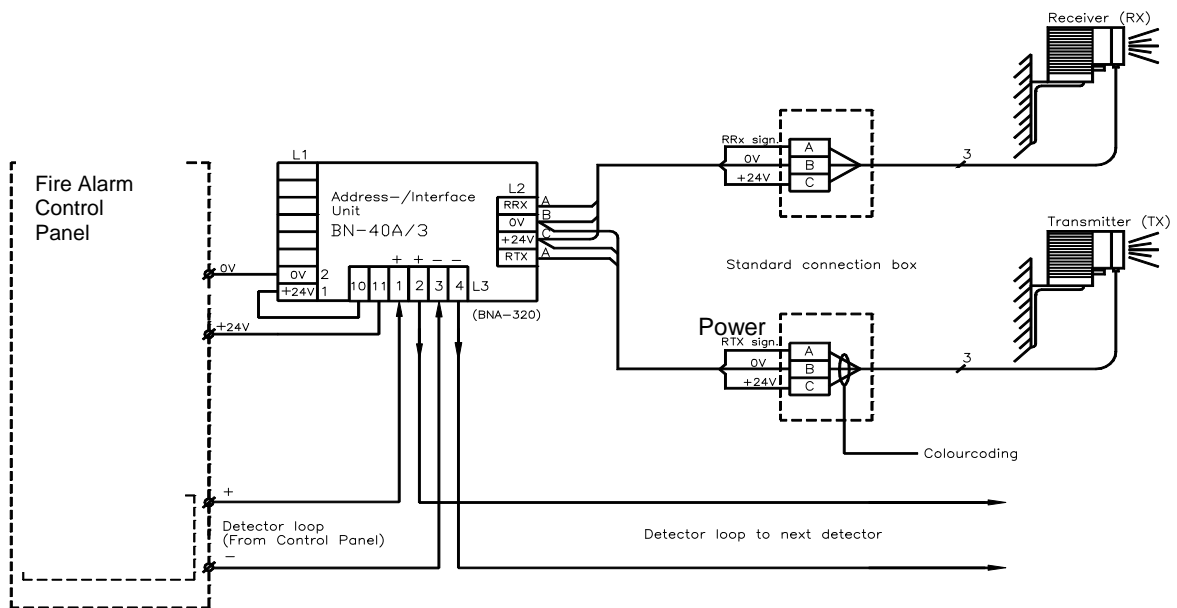 Receiver (RX)
Fire Alarm
Control
Panel
L1
Address-/Interface
Unit
BN-40A/3
L2
RRX
0V
+24V
RTX
A
B
C
A
0V
2
+24V
1
+ + − −
10 11 1 2 3 4
L3
(BNA-320)
0V
+24V
RRx sign.
0V
+24V
A
B
C
3
Standard connection box
Transmitter (TX)
Power
RTX sign.
0V
+24V
A
B
C
3
Colourcoding
+
Detector loop
(From Control Panel)
−
Detector loop to next detector